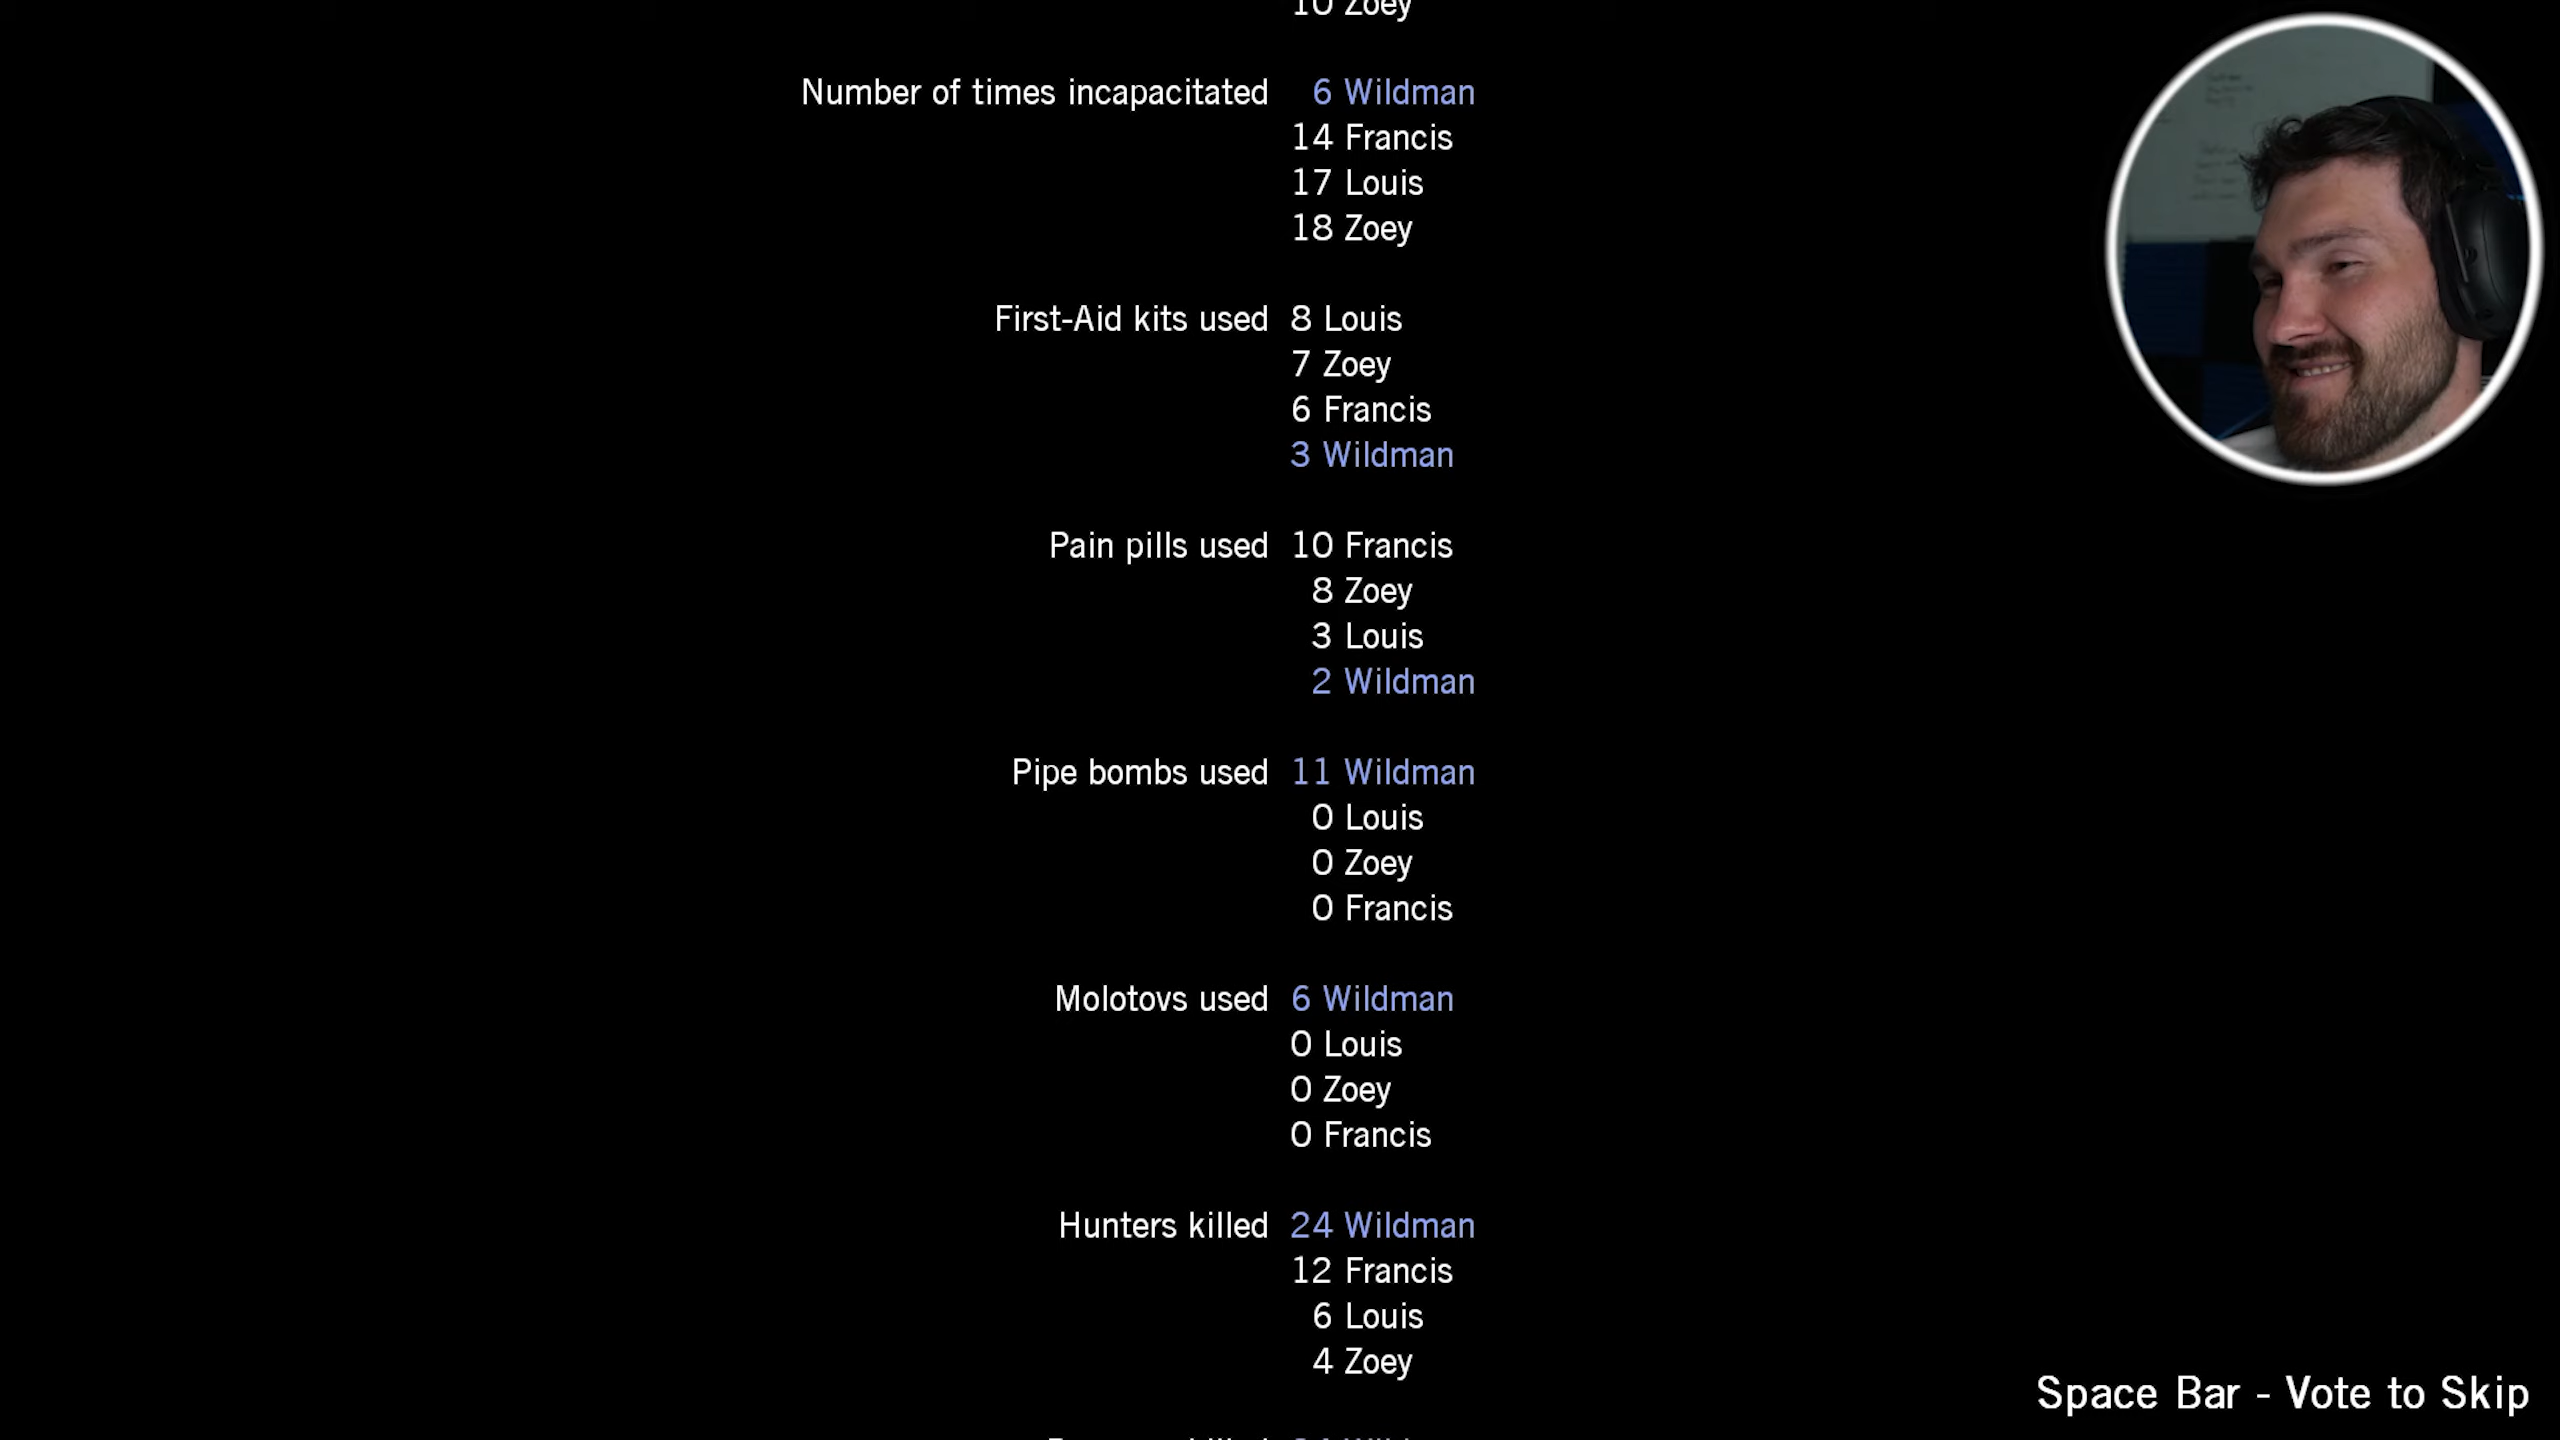 10 Zoey
Number of times incapacitated 6 Wildman
14 Francis
17 Louis
18 Zoey
First-Aid kits used 8 Louis
7 Zoey
6 Francis
3 Wildman
Pain pills used 10 Francis
8 Zoey
3 Louis
2 Wildman
Pipe bombs used 11 Wildman
0 Louis
0 Zoey
0 Francis
Molotovs used 6 Wildman
0 Louis
0 Zoey
0 Francis
Hunters killed 24 Wildman
12 Francis
6 Louis
4 Zoey
Space Bar - Vote to Skip